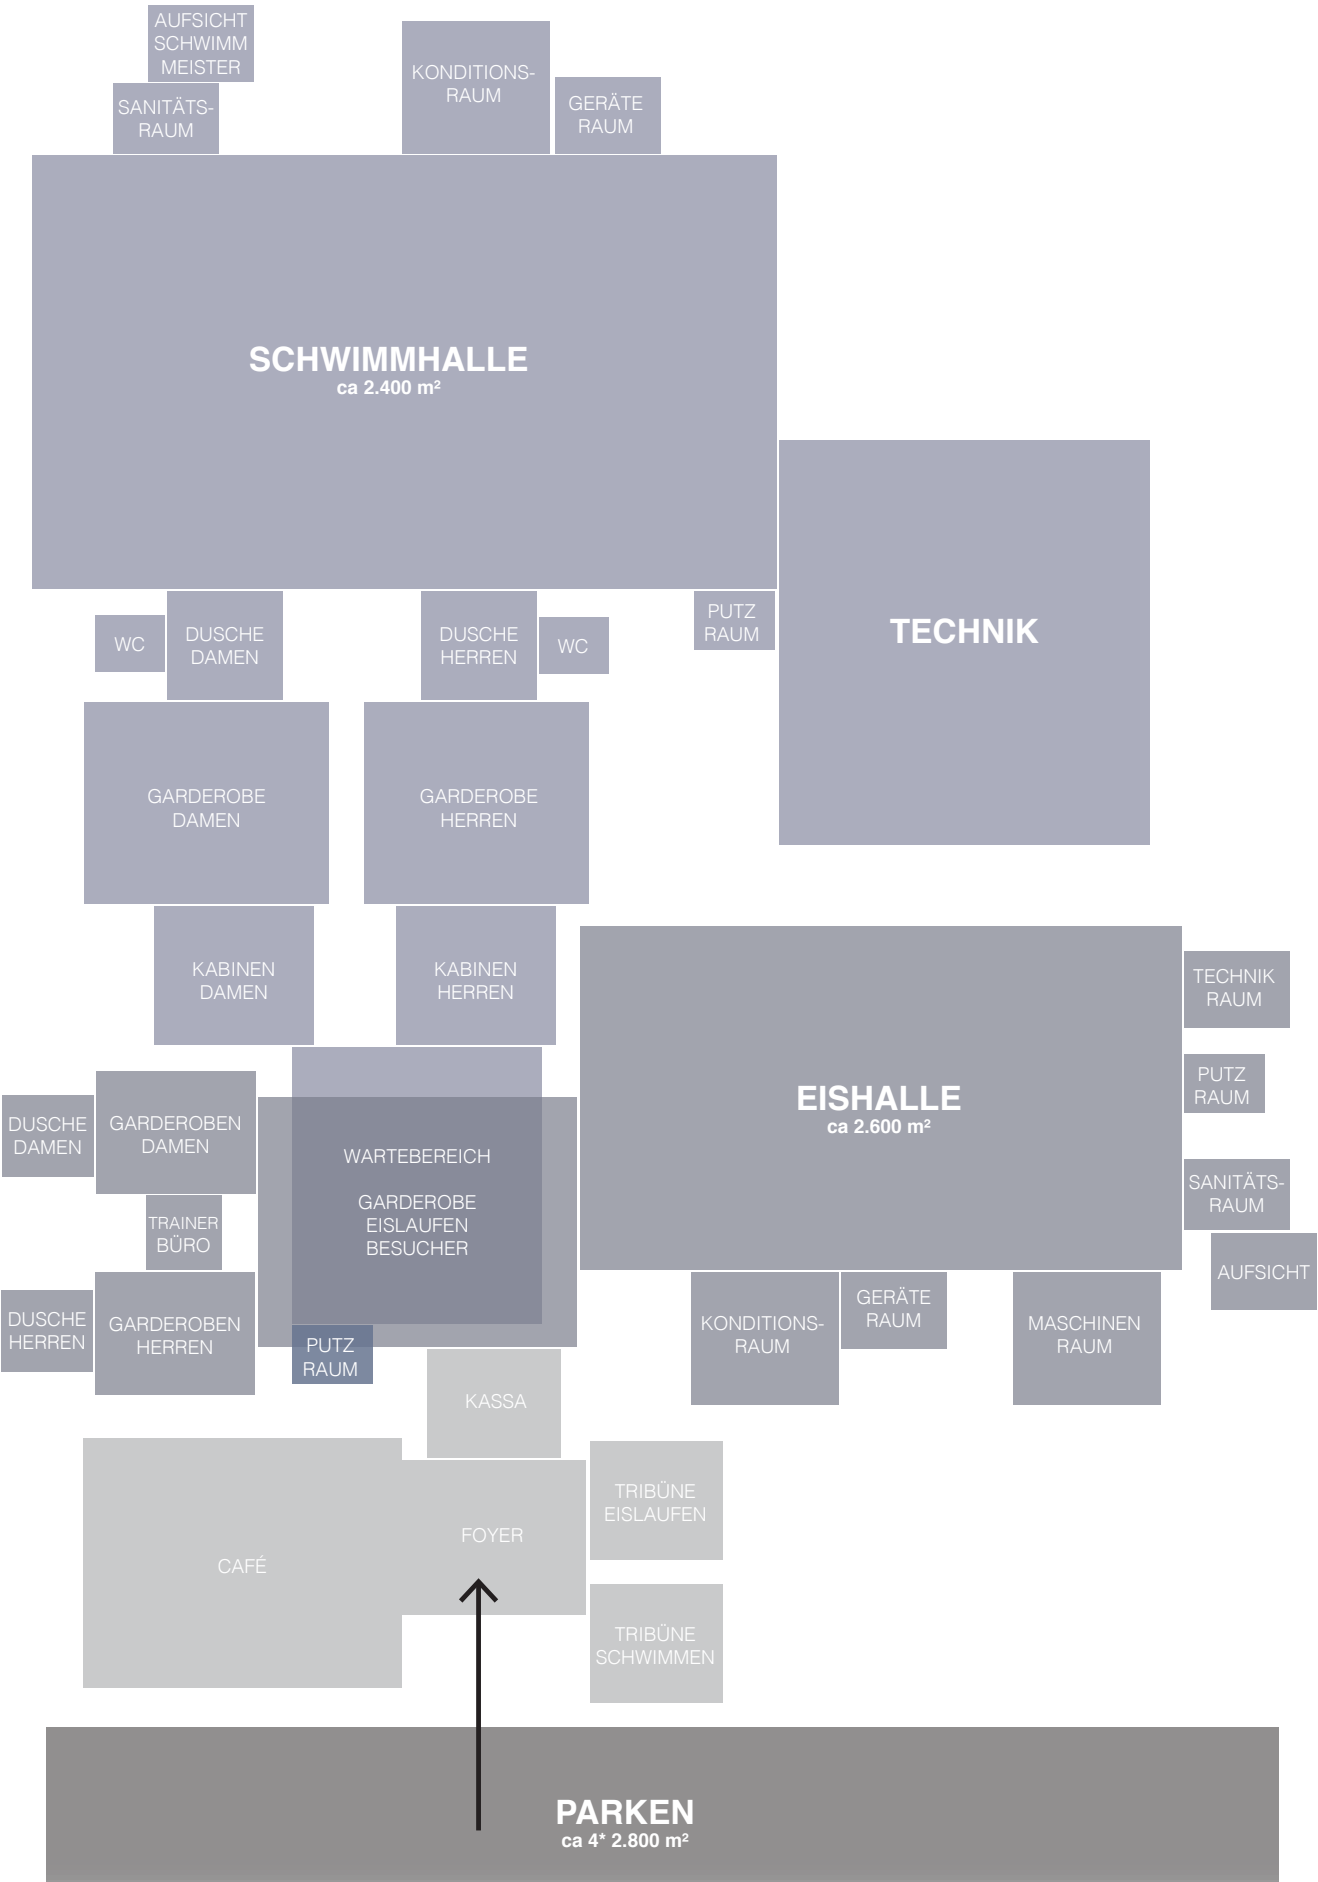 AUFSICHT
SCHWIMM
MEISTER
SANITÄTS-
RAUM
KONDITIONS-
RAUM
GERÄTE
RAUM
SCHWIMMHALLE
ca 2.400 m²
TECHNIK
WC
DUSCHE
DAMEN
DUSCHE
HERREN
WC
PUTZ
RAUM
GARDEROBE
DAMEN
GARDEROBE
HERREN
KABINEN
DAMEN
KABINEN
HERREN
EISHALLE
ca 2.600 m²
TECHNIK
RAUM
PUTZ
RAUM
SANITÄTS-
RAUM
AUFSICHT
DUSCHE
DAMEN
GARDEROBEN
DAMEN
WARTEBEREICH
GARDEROBE
EISLAUFEN
BESUCHER
TRAINER
BÜRO
DUSCHE
HERREN
GARDEROBEN
HERREN
PUTZ
RAUM
KONDITIONS-
RAUM
GERÄTE
RAUM
MASCHINEN
RAUM
KASSA
CAFÉ
FOYER
TRIBÜNE
EISLAUFEN
TRIBÜNE
SCHWIMMEN
PARKEN
ca 4* 2.800 m²